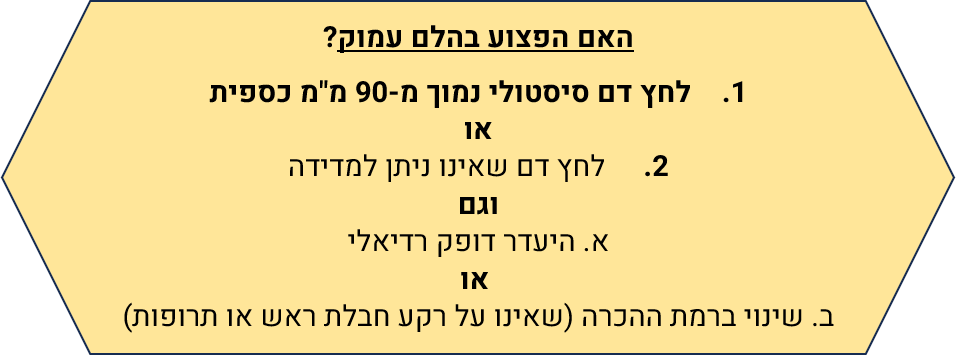 האם הפצוע בהלם עמוק?
1. לחץ דם סיסטולי נמוך מ-90 מ"מ כספית
או
2. לחץ דם שאינו ניתן למדידה
וגם
א. היעדר דופק רדיאלי
או
ב. שינוי ברמת ההכרה (שאינו על רקע חבלת ראש או תרופות)